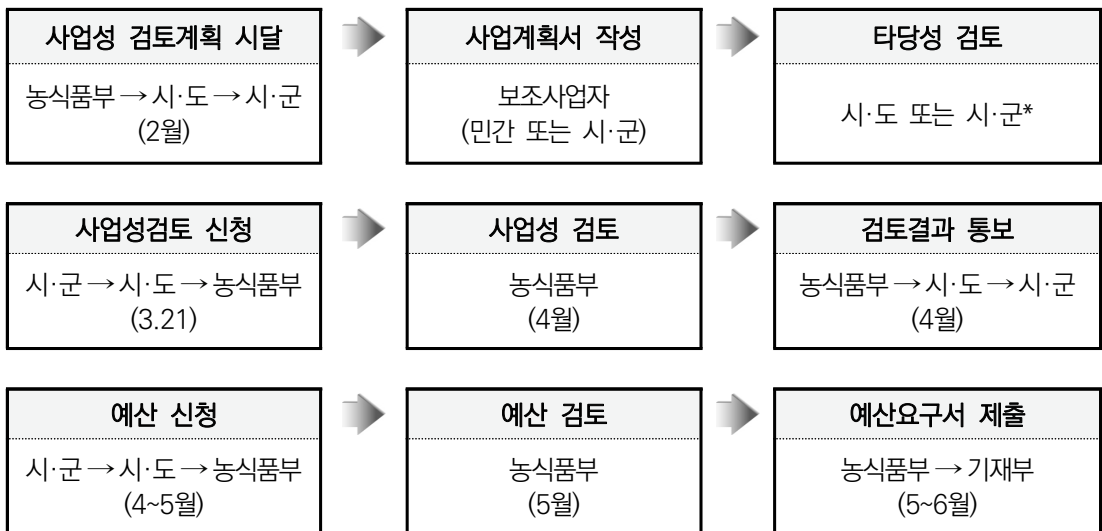 사업성 검토계획 시달
농식품부 → 시·도 → 시·군
(2월)
사업계획서 작성
보조사업자
(민간 또는 시·군)
타당성 검토
시·도 또는 시·군*
사업성검토 신청
시·군 → 시·도 → 농식품부
(3.21)
사업성 검토
농식품부
(4월)
검토결과 통보
농식품부 → 시·도 → 시·군
(4월)
예산 신청
시·군 → 시·도 → 농식품부
(4~5월)
예산 검토
농식품부
(5월)
예산요구서 제출
농식품부 → 기재부
(5~6월)